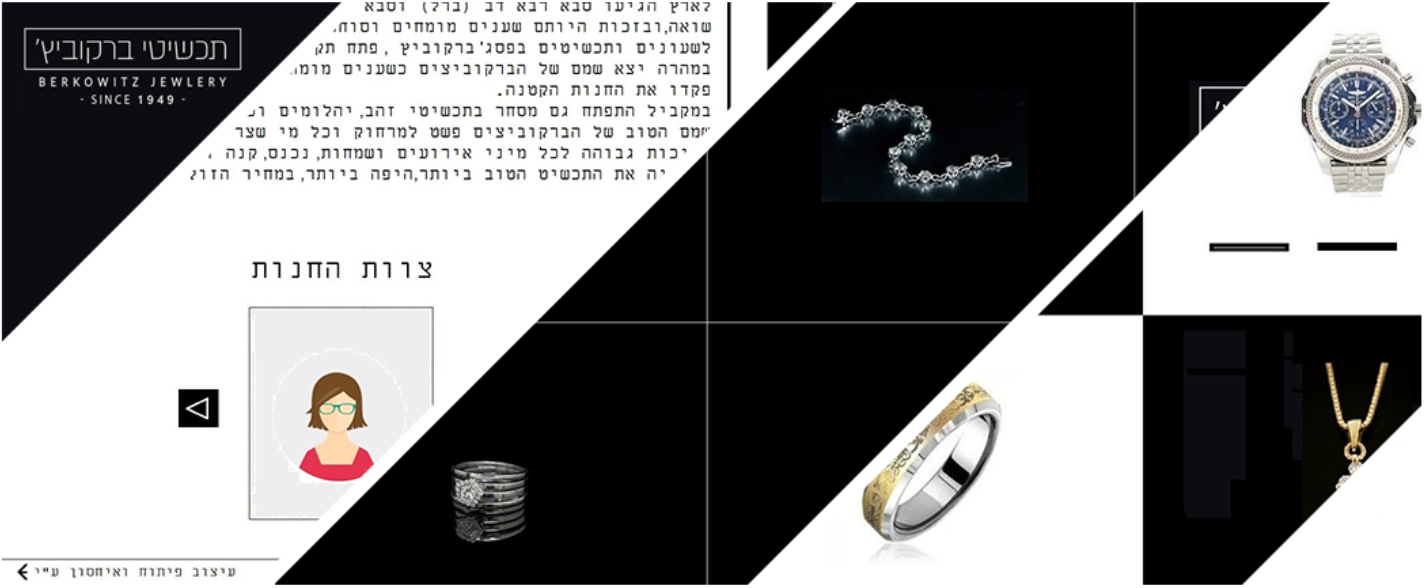 תכשיטי ברקוביץ'
BERKOWITZ JEWLERY
- SINCE 1949 -
לארץ הגיעו סבא רבא דב (ברל) וסבא
שואה,ובזכות היותם שענים מומחים וסוח
לשעונים ותכשיטים בפסג' ברקוביץ , פתח תק
במהרה יצא שמם של הברקוביצים כשענים מומ
פקדו את החנות הקטנה.
במקביל התפתח גם מסחר בתכשיטי זהב, יהלומים
שמם הטוב של הברקוביצים פשט למרחוק וכל מי שצר
יכות גבוהה לכל מיני אירועים ושמחות, נכנס, קנה
יה את התכשיט הטוב ביותר,היפה ביותר, במחיר הזול
צוות החנות
עיצוב פיתוח ואיחסון ע"י